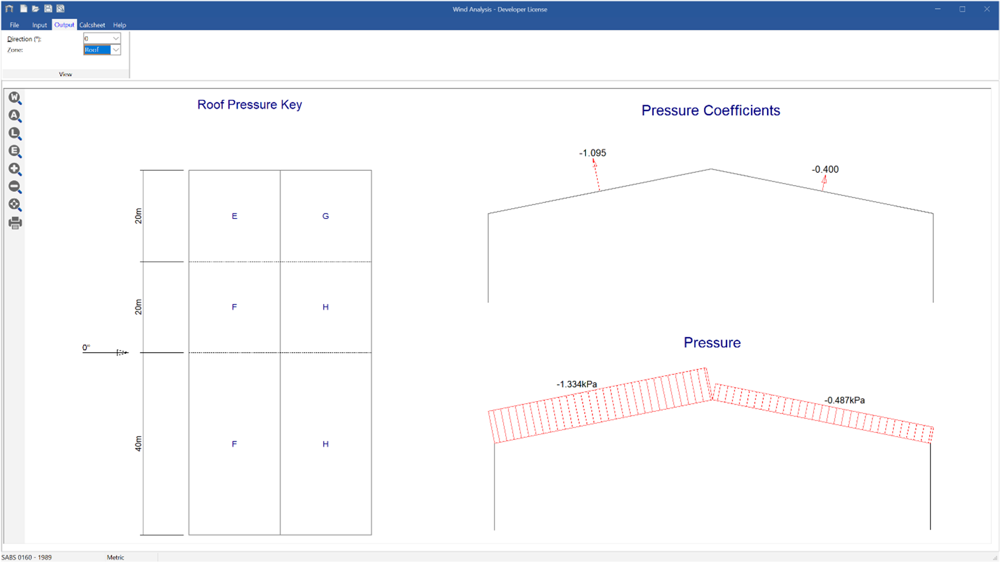 Wind Analysis - Developer License
File Input Output Calcsheet Help
Direction (°): 0
Zone: Roof
View
W
A
L
E
Roof Pressure Key
20m
20m
40m
E G
F H
F H
0°
Pressure Coefficients
-1.095
-0.400
Pressure
-1.334kPa
-0.487kPa
SABS 0160 - 1989 Metric